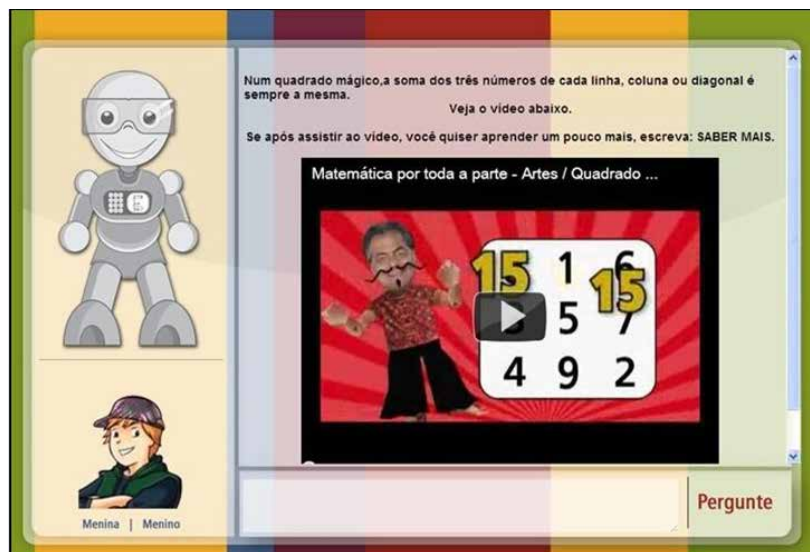 Num quadrado mágico,a soma dos três números de cada linha, coluna ou diagonal é
sempre a mesma.
Veja o vídeo abaixo.
Se após assistir ao vídeo, você quiser aprender um pouco mais, escreva: SABER MAIS.
Matemática por toda a parte - Artes / Quadrado ...
15 1 6
15
3 5 7
4 9 2
Menina | Menino
Pergunte